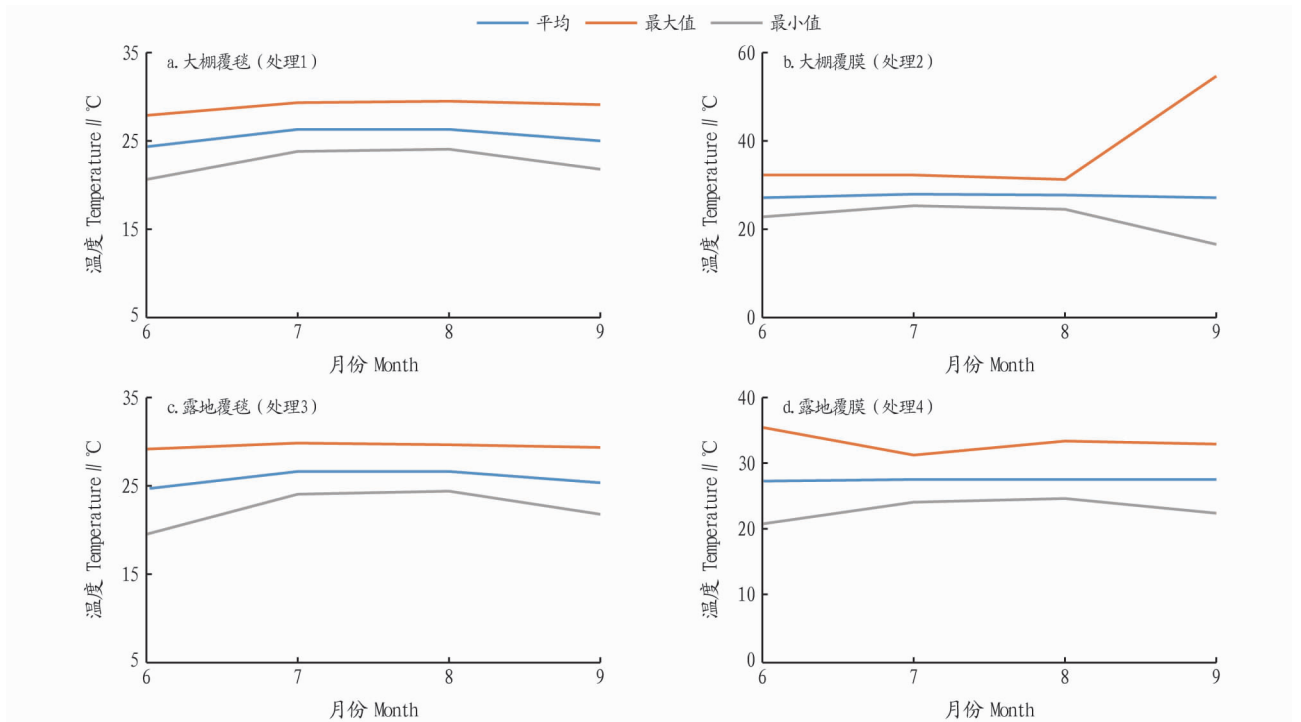 平均
最大值
最小值
a. 大棚覆毯（处理1）
35
25
15
5
温度 Temperature // ℃
6 7 8 9
月份 Month
b. 大棚覆膜（处理2）
60
40
20
0
温度 Temperature // ℃
6 7 8 9
月份 Month
c. 露地覆毯（处理3）
35
25
15
5
温度 Temperature // ℃
6 7 8 9
月份 Month
d. 露地覆膜（处理4）
40
30
20
10
0
温度 Temperature // ℃
6 7 8 9
月份 Month